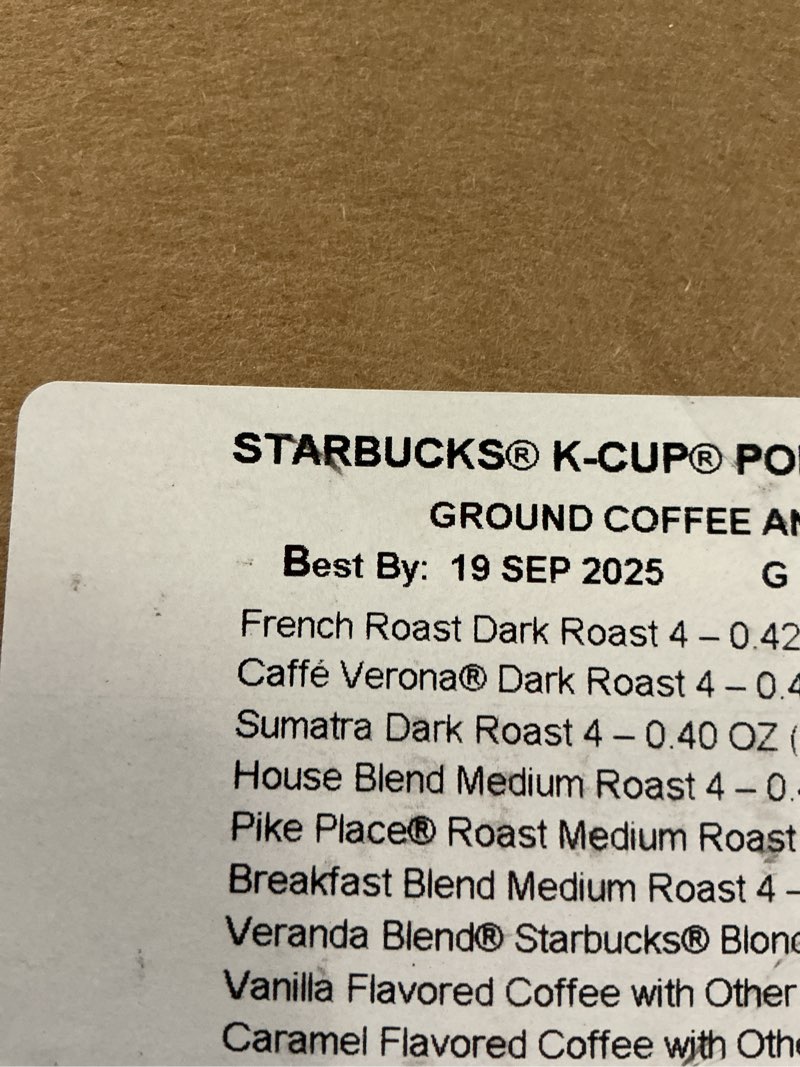 STARBUCKS® K-CUP® PO
GROUND COFFEE AN
Best By: 19 SEP 2025 G
French Roast Dark Roast 4 – 0.42
Caffé Verona® Dark Roast 4 – 0.4
Sumatra Dark Roast 4 – 0.40 OZ (
House Blend Medium Roast 4 – 0.
Pike Place® Roast Medium Roast
Breakfast Blend Medium Roast 4 –
Veranda Blend® Starbucks® Blond
Vanilla Flavored Coffee with Other
Caramel Flavored Coffee with Othe